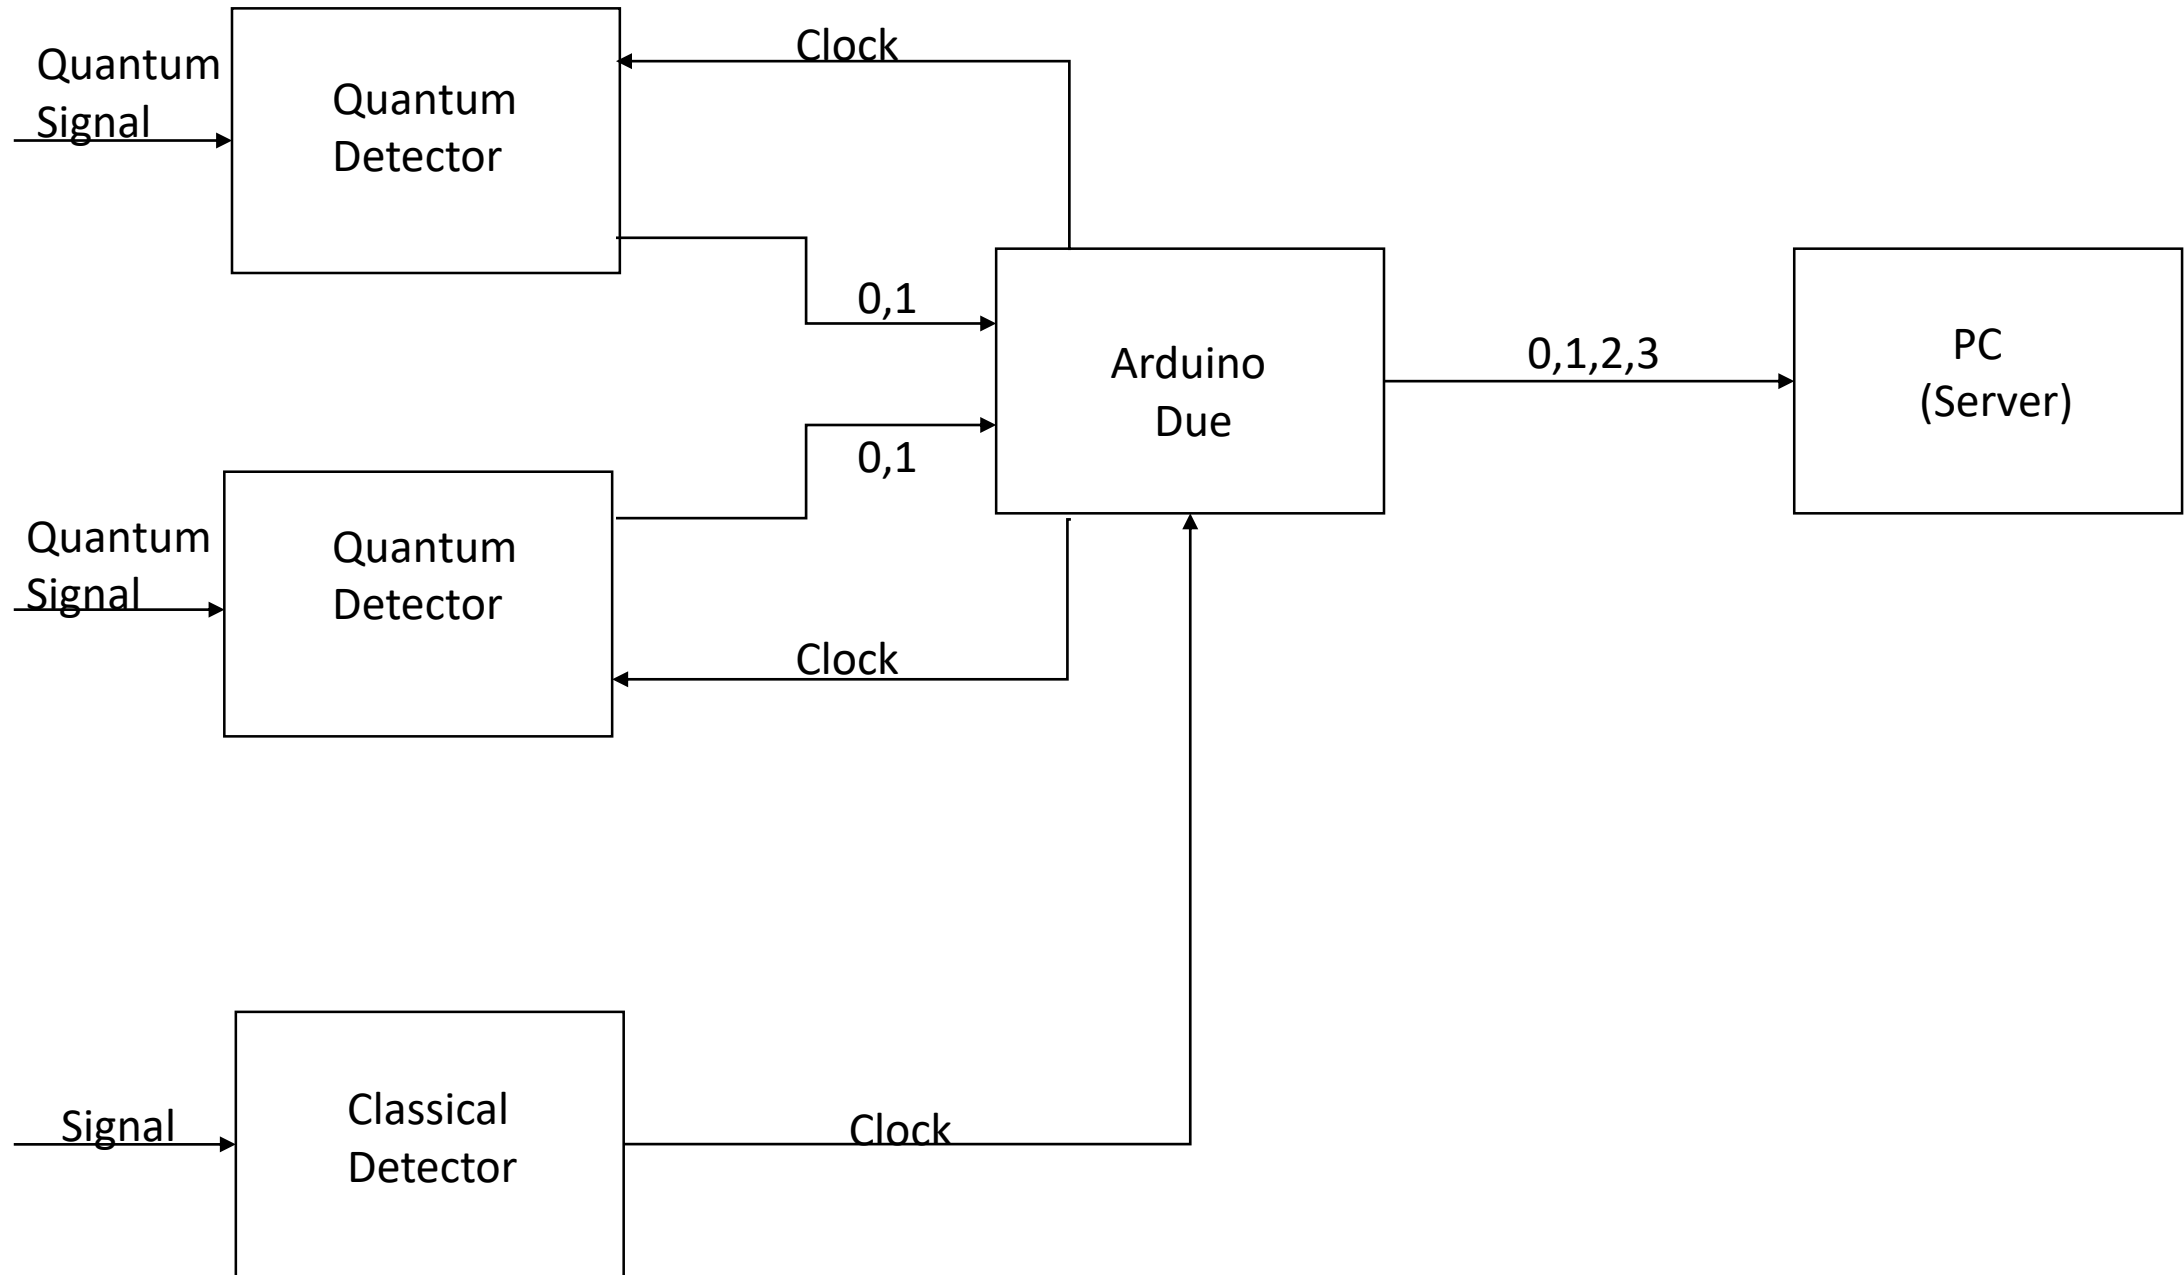 Quantum
Signal
Quantum
Detector
Clock
0,1
Arduino
Due
0,1,2,3
PC
(Server)
0,1
Quantum
Signal
Quantum
Detector
Clock
Signal
Classical
Detector
Clock